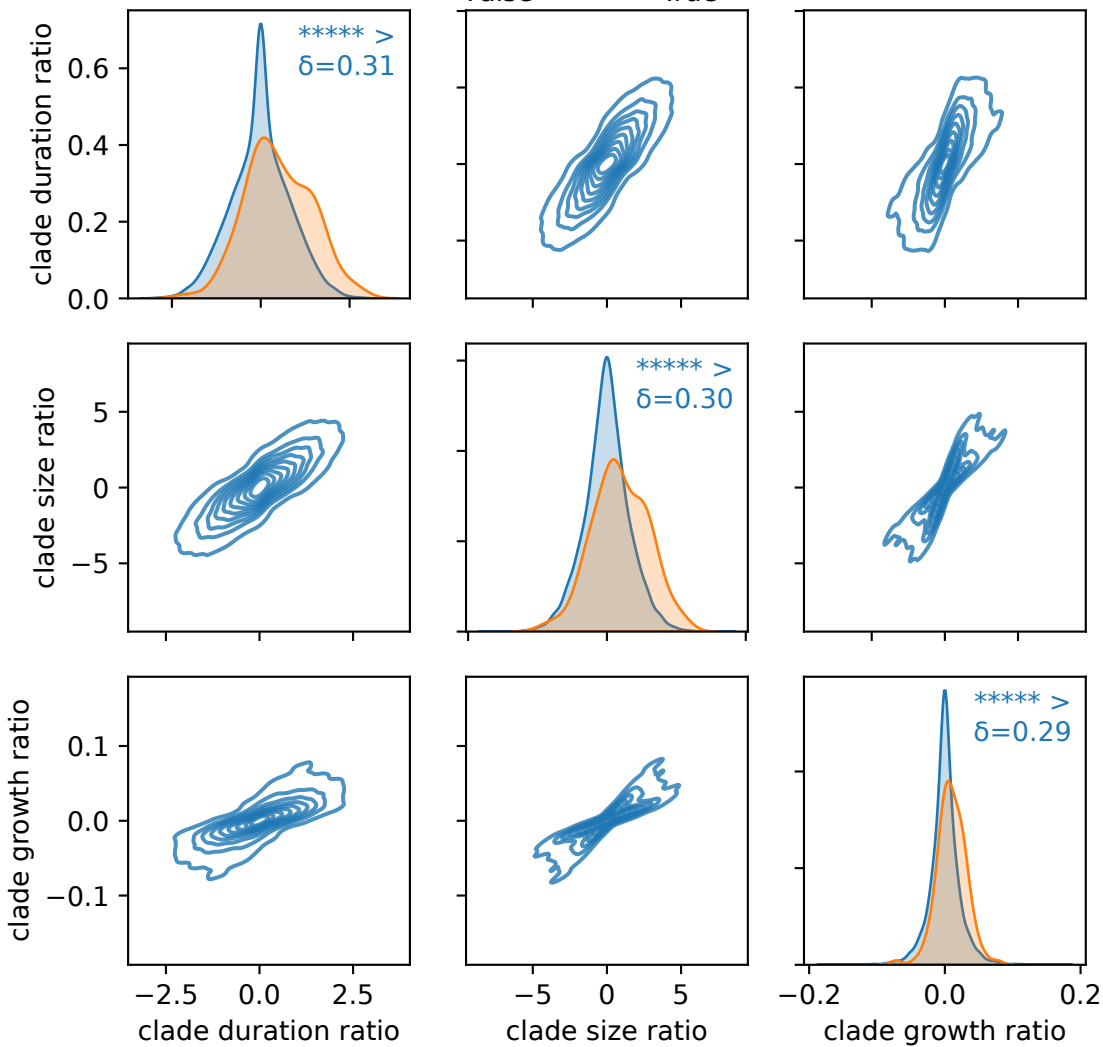 ***** >
δ=0.31
clade duration ratio
0.6
0.4
0.2
0.0
***** >
δ=0.30
clade size ratio
5
0
−5
***** >
δ=0.29
clade growth ratio
0.1
0.0
−0.1
−2.5 0.0 2.5 −5 0 5 −0.2 0.0 0.2
clade duration ratio clade size ratio clade growth ratio